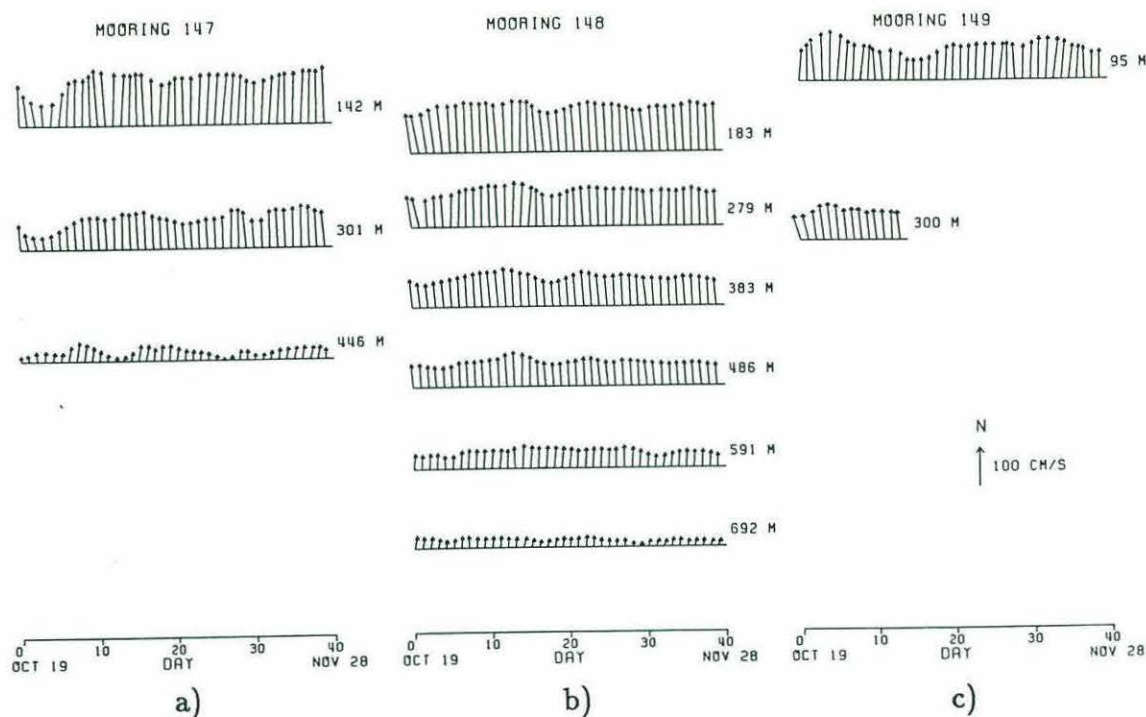 MOORING 147
142 M
301 M
446 M
0 10 20 30 40
OCT 19 DAY NOV 28
a)
MOORING 148
183 M
279 M
383 M
486 M
591 M
692 M
0 10 20 30 40
OCT 19 DAY NOV 28
b)
MOORING 149
95 M
300 M
N
100 CM/S
0 10 20 30 40
OCT 19 DAY NOV 28
c)